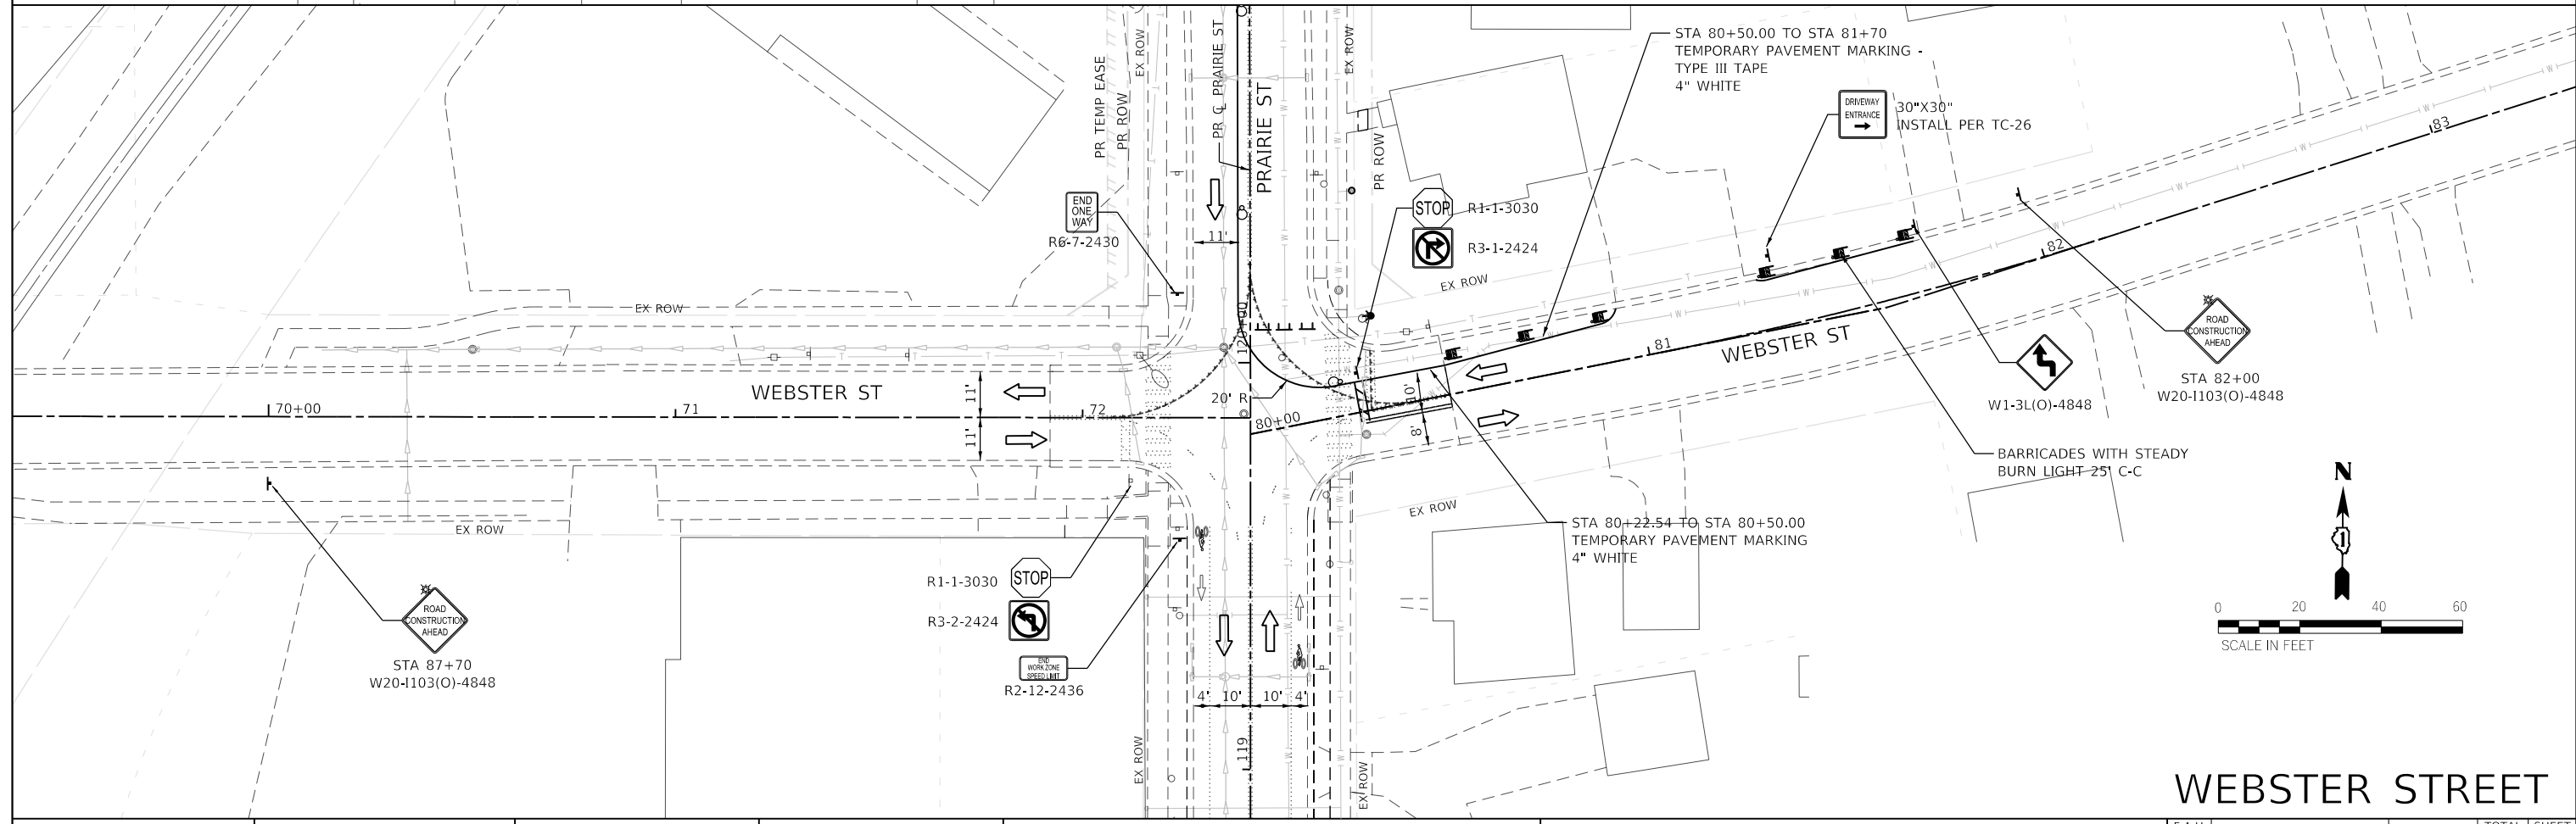 PR TEMP EASE
PR ROW
EX ROW
PR ℄ PRAIRIE ST
PRAIRIE ST
EX ROW
PR ROW
STA 80+50.00 TO STA 81+70
TEMPORARY PAVEMENT MARKING -
TYPE III TAPE
4" WHITE
DRIVEWAY
ENTRANCE
30"X30"
INSTALL PER TC-26
83
END
ONE
WAY
R6-7-2430
11'
STOP
R1-1-3030
R3-1-2424
EX ROW
82
EX ROW
120+00
81
WEBSTER ST
ROAD
CONSTRUCTION
AHEAD
STA 82+00
W20-I103(O)-4848
W1-3L(O)-4848
WEBSTER ST
11'
11'
70+00
71
72
20' R
80+00
10'
8'
BARRICADES WITH STEADY
BURN LIGHT 25' C-C
N
1
EX ROW
EX ROW
STA 80+22.54 TO STA 80+50.00
TEMPORARY PAVEMENT MARKING
4" WHITE
R1-1-3030
STOP
R3-2-2424
END
WORK ZONE
SPEED LIMIT
R2-12-2436
ROAD
CONSTRUCTION
AHEAD
STA 87+70
W20-I103(O)-4848
0 20 40 60
SCALE IN FEET
4' 10' 10' 4'
119
EX ROW
EX ROW
WEBSTER STREET
TOTAL SHEET